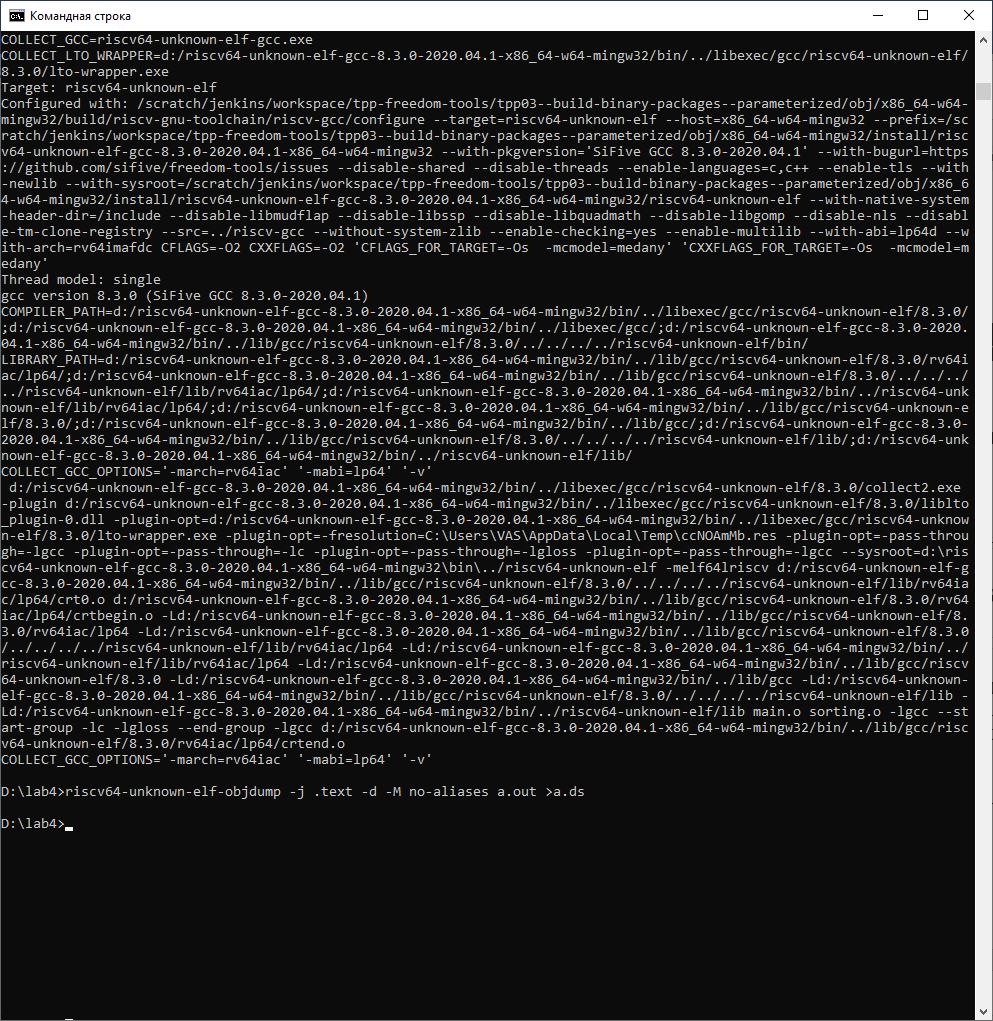 Командная строка
COLLECT_GCC=riscv64-unknown-elf-gcc.exe
COLLECT_LTO_WRAPPER=d:/riscv64-unknown-elf-gcc-8.3.0-2020.04.1-x86_64-w64-mingw32/bin/../libexec/gcc/riscv64-unknown-elf/
8.3.0/lto-wrapper.exe
Target: riscv64-unknown-elf
Configured with: /scratch/jenkins/workspace/tpp-freedom-tools/tpp03--build-binary-packages--parameterized/obj/x86_64-w64-
mingw32/build/riscv-gnu-toolchain/riscv-gcc/configure --target=riscv64-unknown-elf --host=x86_64-w64-mingw32 --prefix=/sc
ratch/jenkins/workspace/tpp-freedom-tools/tpp03--build-binary-packages--parameterized/obj/x86_64-w64-mingw32/install/risc
v64-unknown-elf-gcc-8.3.0-2020.04.1-x86_64-w64-mingw32 --with-pkgversion='SiFive GCC 8.3.0-2020.04.1' --with-bugurl=https
://github.com/sifive/freedom-tools/issues --disable-shared --disable-threads --enable-languages=c,c++ --enable-tls --with
-newlib --with-sysroot=/scratch/jenkins/workspace/tpp-freedom-tools/tpp03--build-binary-packages--parameterized/obj/x86_6
4-w64-mingw32/install/riscv64-unknown-elf-gcc-8.3.0-2020.04.1-x86_64-w64-mingw32/riscv64-unknown-elf --with-native-system
-header-dir=/include --disable-libmudflap --disable-libssp --disable-libquadmath --disable-libgomp --disable-nls --disabl
e-tm-clone-registry --src=../riscv-gcc --without-system-zlib --enable-checking=yes --enable-multilib --with-abi=lp64d --w
ith-arch=rv64imafdc CFLAGS=-O2 CXXFLAGS=-O2 'CFLAGS_FOR_TARGET=-Os  -mcmodel=medany' 'CXXFLAGS_FOR_TARGET=-Os  -mcmodel=m
edany'
Thread model: single
gcc version 8.3.0 (SiFive GCC 8.3.0-2020.04.1)
COMPILER_PATH=d:/riscv64-unknown-elf-gcc-8.3.0-2020.04.1-x86_64-w64-mingw32/bin/../libexec/gcc/riscv64-unknown-elf/8.3.0/
;d:/riscv64-unknown-elf-gcc-8.3.0-2020.04.1-x86_64-w64-mingw32/bin/../libexec/gcc/;d:/riscv64-unknown-elf-gcc-8.3.0-2020.
04.1-x86_64-w64-mingw32/bin/../lib/gcc/riscv64-unknown-elf/8.3.0/../../../../riscv64-unknown-elf/bin/
LIBRARY_PATH=d:/riscv64-unknown-elf-gcc-8.3.0-2020.04.1-x86_64-w64-mingw32/bin/../lib/gcc/riscv64-unknown-elf/8.3.0/rv64i
ac/lp64/;d:/riscv64-unknown-elf-gcc-8.3.0-2020.04.1-x86_64-w64-mingw32/bin/../lib/gcc/riscv64-unknown-elf/8.3.0/../../../
../riscv64-unknown-elf/lib/rv64iac/lp64/;d:/riscv64-unknown-elf-gcc-8.3.0-2020.04.1-x86_64-w64-mingw32/bin/../riscv64-unk
nown-elf/lib/rv64iac/lp64/;d:/riscv64-unknown-elf-gcc-8.3.0-2020.04.1-x86_64-w64-mingw32/bin/../lib/gcc/riscv64-unknown-e
lf/8.3.0/;d:/riscv64-unknown-elf-gcc-8.3.0-2020.04.1-x86_64-w64-mingw32/bin/../lib/gcc/;d:/riscv64-unknown-elf-gcc-8.3.0-
2020.04.1-x86_64-w64-mingw32/bin/../lib/gcc/riscv64-unknown-elf/8.3.0/../../../../riscv64-unknown-elf/lib/;d:/riscv64-unk
nown-elf-gcc-8.3.0-2020.04.1-x86_64-w64-mingw32/bin/../riscv64-unknown-elf/lib/
COLLECT_GCC_OPTIONS='-march=rv64iac' '-mabi=lp64' '-v'
 d:/riscv64-unknown-elf-gcc-8.3.0-2020.04.1-x86_64-w64-mingw32/bin/../libexec/gcc/riscv64-unknown-elf/8.3.0/collect2.exe
-plugin d:/riscv64-unknown-elf-gcc-8.3.0-2020.04.1-x86_64-w64-mingw32/bin/../libexec/gcc/riscv64-unknown-elf/8.3.0/liblto
_plugin-0.dll -plugin-opt=d:/riscv64-unknown-elf-gcc-8.3.0-2020.04.1-x86_64-w64-mingw32/bin/../libexec/gcc/riscv64-unknow
n-elf/8.3.0/lto-wrapper.exe -plugin-opt=-fresolution=C:\Users\VAS\AppData\Local\Temp\ccNOAmMb.res -plugin-opt=-pass-throu
gh=-lgcc -plugin-opt=-pass-through=-lc -plugin-opt=-pass-through=-lgloss -plugin-opt=-pass-through=-lgcc --sysroot=d:\ris
cv64-unknown-elf-gcc-8.3.0-2020.04.1-x86_64-w64-mingw32\bin\../riscv64-unknown-elf -melf64lriscv d:/riscv64-unknown-elf-g
cc-8.3.0-2020.04.1-x86_64-w64-mingw32/bin/../lib/gcc/riscv64-unknown-elf/8.3.0/../../../../riscv64-unknown-elf/lib/rv64ia
c/lp64/crt0.o d:/riscv64-unknown-elf-gcc-8.3.0-2020.04.1-x86_64-w64-mingw32/bin/../lib/gcc/riscv64-unknown-elf/8.3.0/rv64
iac/lp64/crtbegin.o -Ld:/riscv64-unknown-elf-gcc-8.3.0-2020.04.1-x86_64-w64-mingw32/bin/../lib/gcc/riscv64-unknown-elf/8.
3.0/rv64iac/lp64 -Ld:/riscv64-unknown-elf-gcc-8.3.0-2020.04.1-x86_64-w64-mingw32/bin/../lib/gcc/riscv64-unknown-elf/8.3.0
/../../../../riscv64-unknown-elf/lib/rv64iac/lp64 -Ld:/riscv64-unknown-elf-gcc-8.3.0-2020.04.1-x86_64-w64-mingw32/bin/../
riscv64-unknown-elf/lib/rv64iac/lp64 -Ld:/riscv64-unknown-elf-gcc-8.3.0-2020.04.1-x86_64-w64-mingw32/bin/../lib/gcc/riscv
64-unknown-elf/8.3.0 -Ld:/riscv64-unknown-elf-gcc-8.3.0-2020.04.1-x86_64-w64-mingw32/bin/../lib/gcc -Ld:/riscv64-unknown-
elf-gcc-8.3.0-2020.04.1-x86_64-w64-mingw32/bin/../lib/gcc/riscv64-unknown-elf/8.3.0/../../../../riscv64-unknown-elf/lib -
Ld:/riscv64-unknown-elf-gcc-8.3.0-2020.04.1-x86_64-w64-mingw32/bin/../riscv64-unknown-elf/lib main.o sorting.o -lgcc --st
art-group -lc -lgloss --end-group -lgcc d:/riscv64-unknown-elf-gcc-8.3.0-2020.04.1-x86_64-w64-mingw32/bin/../lib/gcc/risc
v64-unknown-elf/8.3.0/rv64iac/lp64/crtend.o
COLLECT_GCC_OPTIONS='-march=rv64iac' '-mabi=lp64' '-v'
D:\lab4>riscv64-unknown-elf-objdump -j .text -d -M no-aliases a.out >a.ds
D:\lab4>